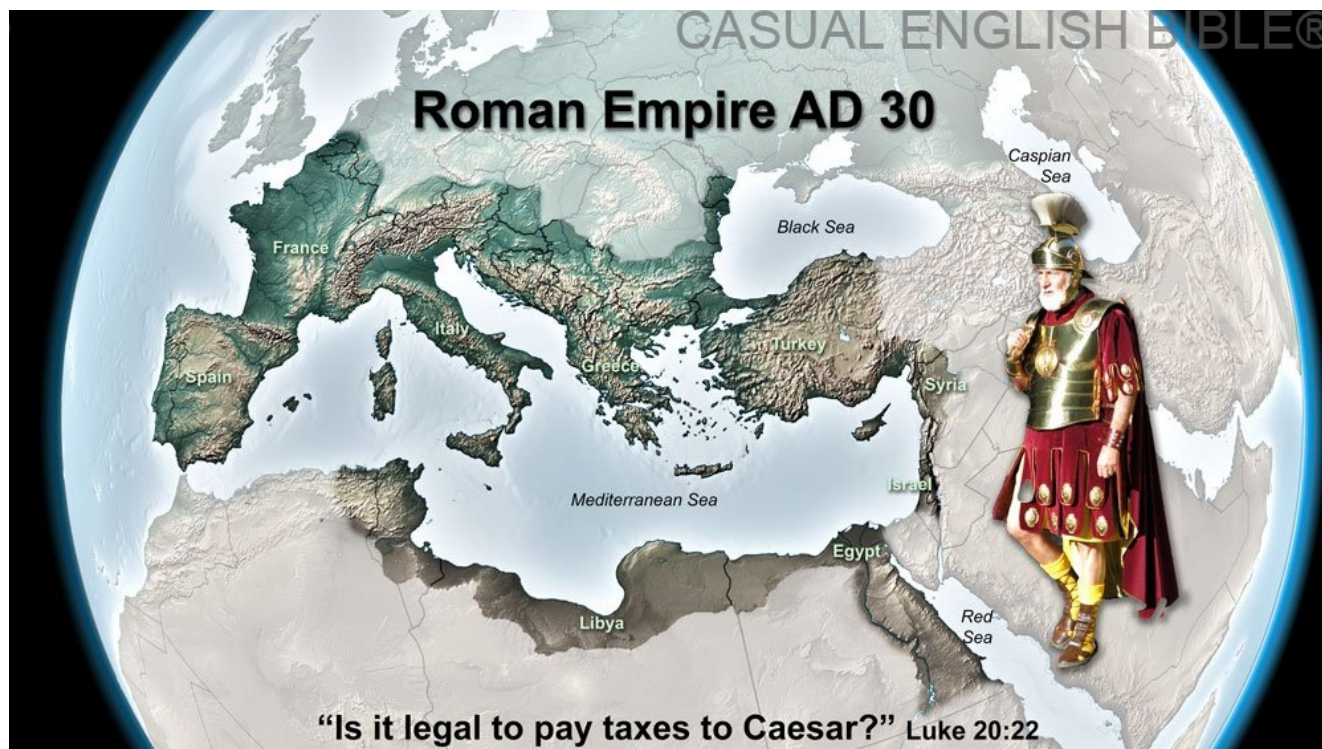 CASUAL ENGLISH BIBLE®
Roman Empire AD 30
Caspian
Sea
Black Sea
France
Italy
Turkey
Greece
Spain
Syria
Israel
Mediterranean Sea
Egypt
Red
Sea
Libya
“Is it legal to pay taxes to Caesar?” Luke 20:22